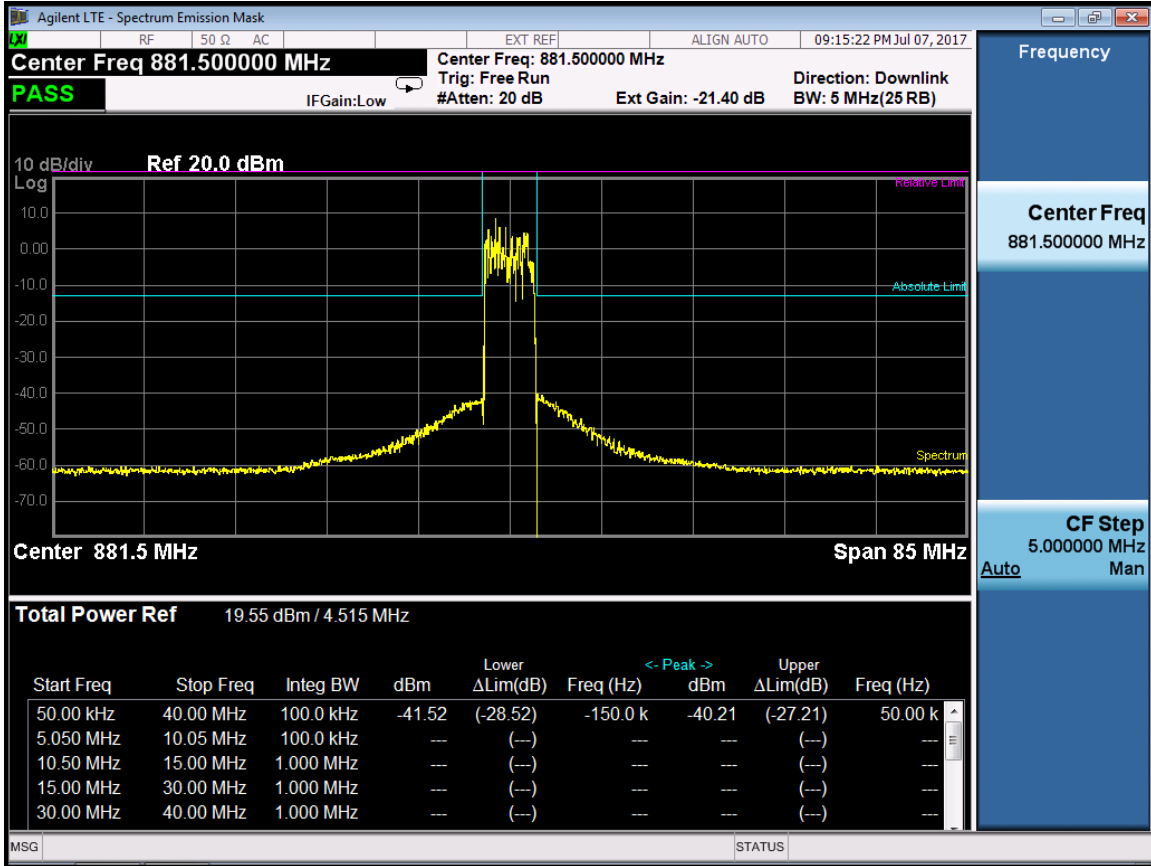 Agilent LTE - Spectrum Emission Mask
LXI RF 50 Ω AC EXT REF ALIGN AUTO 09:15:22 PM Jul 07, 2017
Center Freq 881.500000 MHz
Center Freq: 881.500000 MHz
PASS
Trig: Free Run
Direction: Downlink
IFGain:Low
#Atten: 20 dB
Ext Gain: -21.40 dB
BW: 5 MHz(25 RB)
10 dB/div Ref 20.0 dBm
Log
Relative Limit
10.0
0.00
-10.0
Absolute Limit
-20.0
-30.0
-40.0
-50.0
Spectrum
-60.0
-70.0
Center 881.5 MHz Span 85 MHz
Total Power Ref 19.55 dBm / 4.515 MHz
Lower <- Peak -> Upper
Start Freq Stop Freq Integ BW dBm ΔLim(dB) Freq (Hz) dBm ΔLim(dB) Freq (Hz)
50.00 kHz 40.00 MHz 100.0 kHz -41.52 (-28.52) -150.0 k -40.21 (-27.21) 50.00 k
5.050 MHz 10.05 MHz 100.0 kHz --- (---) --- --- (---) ---
10.50 MHz 15.00 MHz 1.000 MHz --- (---) --- --- (---) ---
15.00 MHz 30.00 MHz 1.000 MHz --- (---) --- --- (---) ---
30.00 MHz 40.00 MHz 1.000 MHz --- (---) --- --- (---) ---
MSG STATUS
Frequency
Center Freq
881.500000 MHz
CF Step
5.000000 MHz
Auto Man